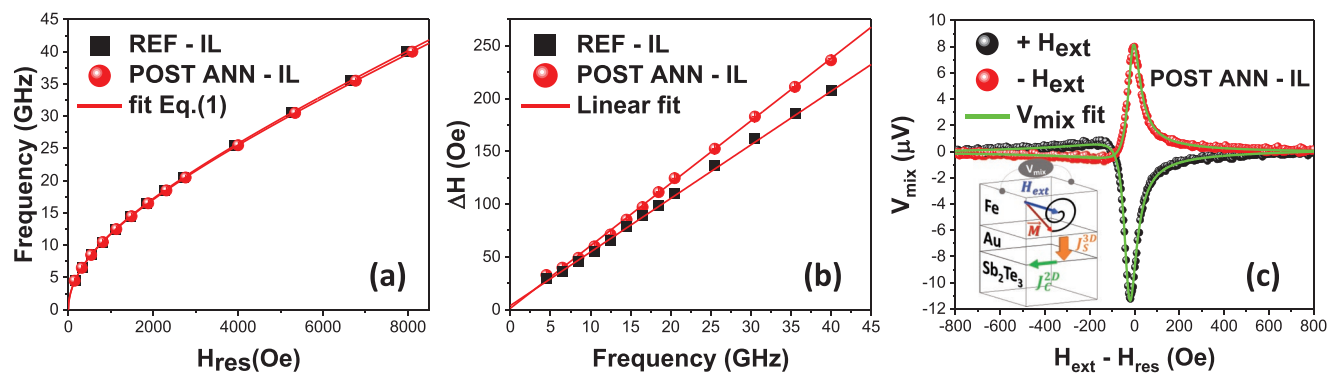 REF - IL
POST ANN - IL
fit Eq.(1)
(a)
Frequency (GHz)
45
40
35
30
25
20
15
10
5
0
0 2000 4000 6000 8000
Hres(Oe)
REF - IL
POST ANN - IL
Linear fit
(b)
ΔH (Oe)
250
200
150
100
50
0
0 5 10 15 20 25 30 35 40 45
Frequency (GHz)
+ Hext
- Hext
POST ANN - IL
Vmix fit
Vmix
Hext
Fe
M
Au
J_S^3D
Sb2Te3
J_C^2D
(c)
Vmix (μV)
8
6
4
2
0
-2
-4
-6
-8
-10
-12
-800 -600 -400 -200 0 200 400 600 800
Hext - Hres (Oe)